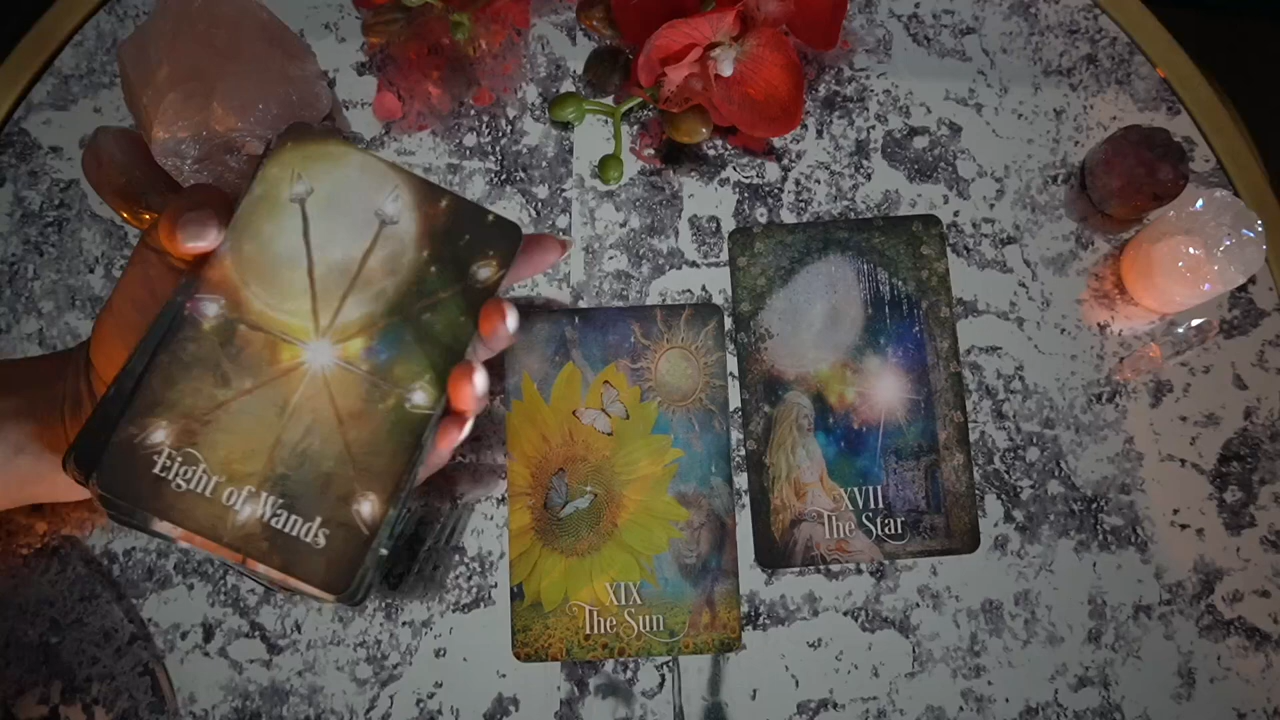 Eight of Wands
XIX
The Sun
XVII
The Star